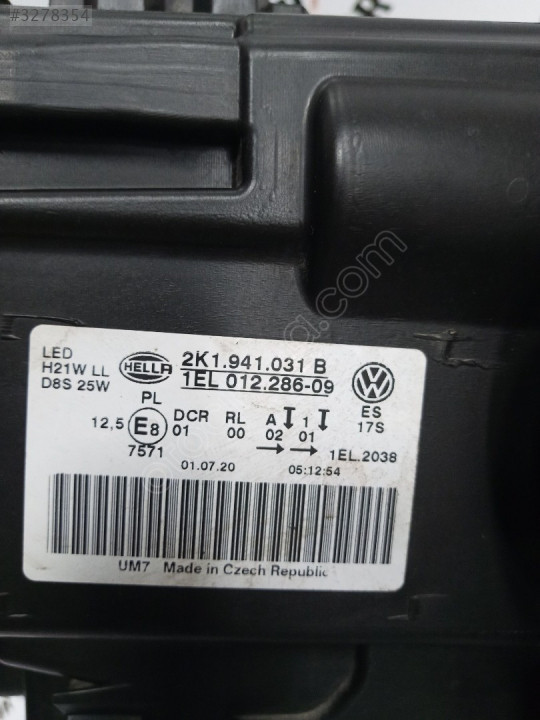 #3278354
LED
H21W LL
D8S 25W
HELLA
2K1.941.031 B
1EL 012.286-09
PL
ES
17S
12,5 E8 DCR RL A 1
01 00 02 01
7571 → → 1EL.2038
01.07.20 05:12:54
UM7 Made in Czech Republic